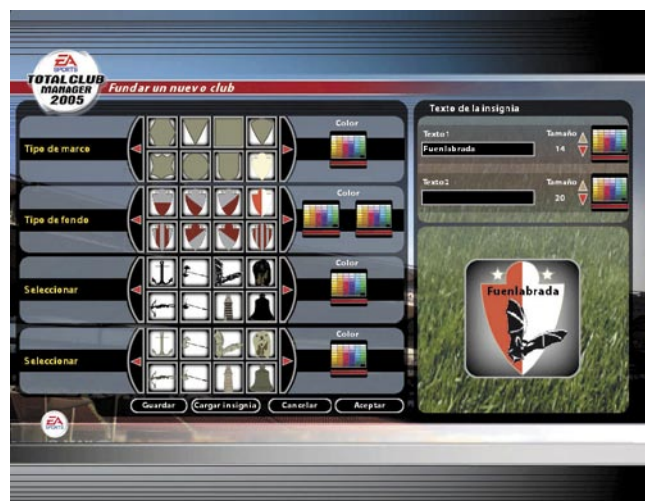 EA
SPORTS
TOTAL CLUB
MANAGER
2005
Fundar un nuevo club
Tipo de marco
Color
Tipo de fondo
Color
Seleccionar
Color
Seleccionar
Color
Guardar
Cargar insignia
Cancelar
Aceptar
Texto de la insignia
Texto1
Tamaño
Fuenlabrada
14
Texto2
Tamaño
20
Fuenlabrada
EA
SPORTS